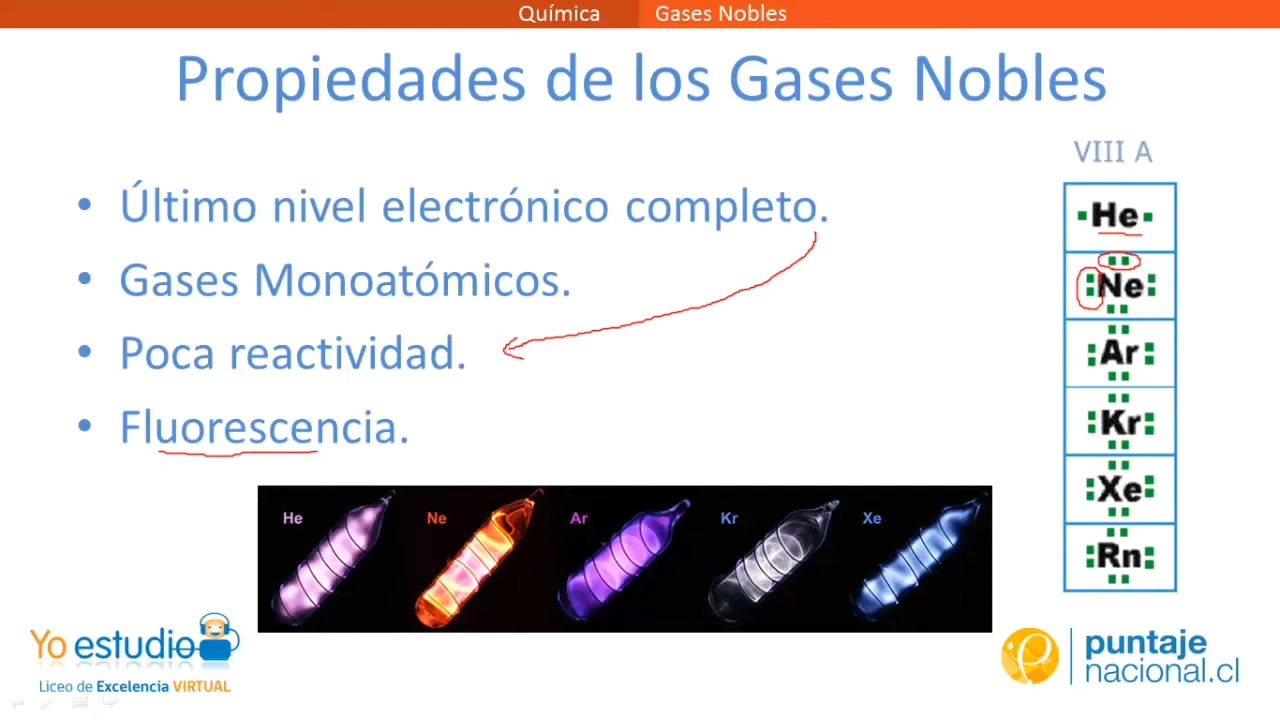 Química
Gases Nobles
Propiedades de los Gases Nobles
• Último nivel electrónico completo.
• Gases Monoatómicos.
• Poca reactividad.
• Fluorescencia.
VIII A
He
Ne
Ar
Kr
Xe
Rn
He Ne Ar Kr Xe
Yo estudio
Liceo de Excelencia VIRTUAL
puntaje
nacional.cl